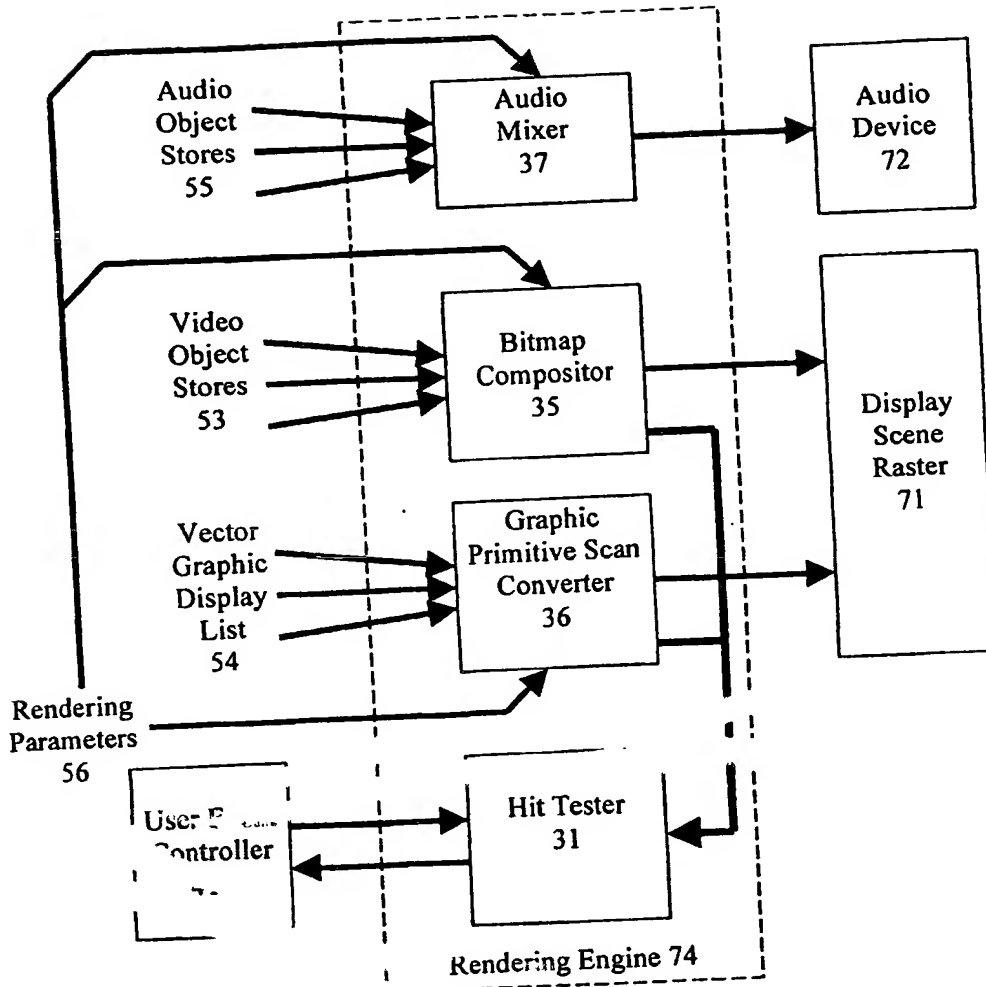 Audio
Object
Stores
55
Audio
Mixer
37
Audio
Device
72
Video
Object
Stores
53
Bitmap
Compositor
35
Display
Scene
Raster
71
Vector
Graphic
Display
List
54
Graphic
Primitive Scan
Converter
36
Rendering
Parameters
56
User
Controller
Hit Tester
31
Rendering Engine 74